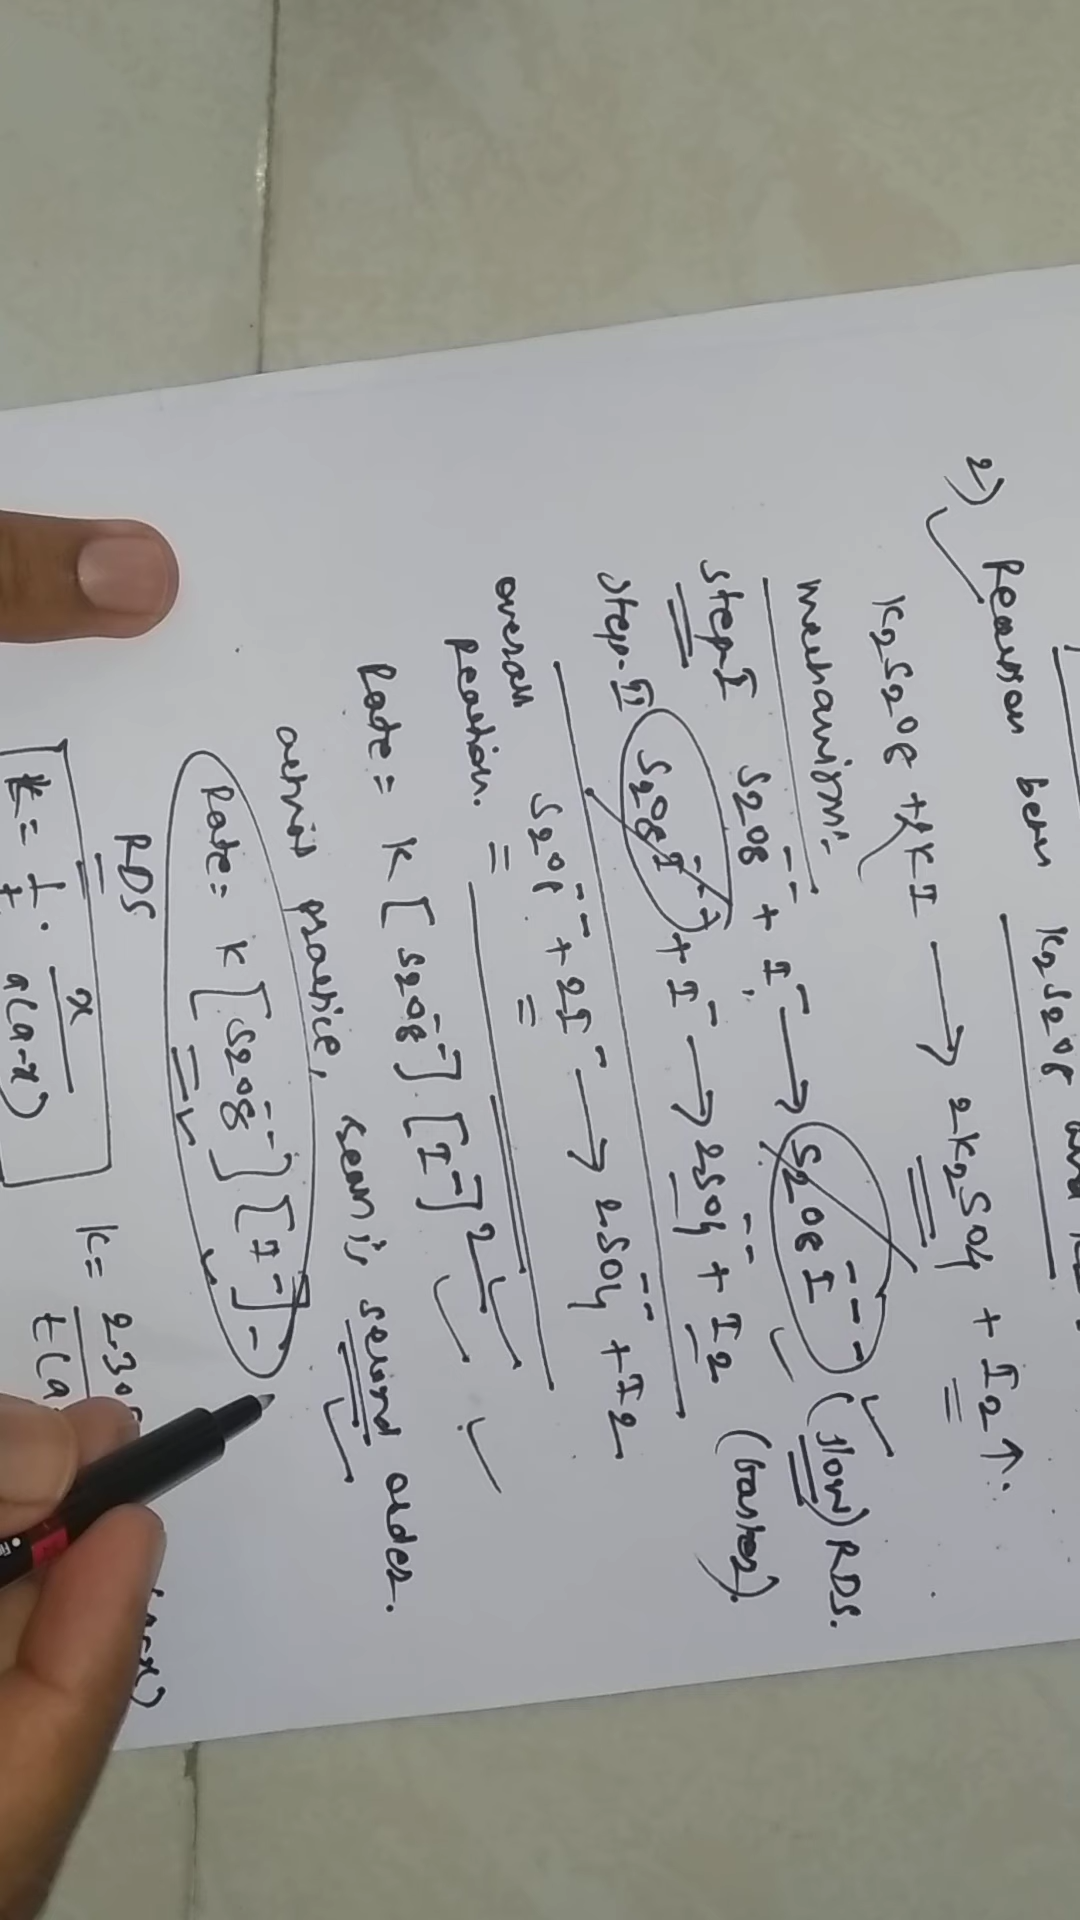 2) Reaction betn K2S2O8 and
K2S2O8 + 2KI → 2K2SO4 + I2↑.
mechanism:-
Step-I S2O8⁻⁻ + I⁻ → S2O8I⁻⁻⁻ (slow) RDS.
Step-II S2O8I⁻⁻⁻ + I⁻ → 2SO4⁻⁻ + I2 (faster).
overall S2O8⁻⁻ + 2I⁻ → 2SO4⁻⁻ + I2
Reaction.
Rate = K [S2O8⁻⁻] [I⁻]²
practice, reacn is second order.
Rate = K [S2O8⁻⁻] [I⁻] -
RDS
k = 1/t · x/a(a-x) k = 2.30 / t(a (a-x)